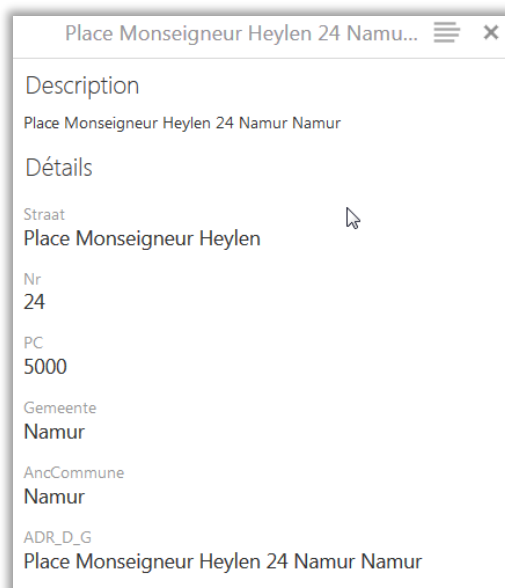 Place Monseigneur Heylen 24 Namu...
Description
Place Monseigneur Heylen 24 Namur Namur
Détails
Straat
Place Monseigneur Heylen
Nr
24
PC
5000
Gemeente
Namur
AncCommune
Namur
ADR_D_G
Place Monseigneur Heylen 24 Namur Namur